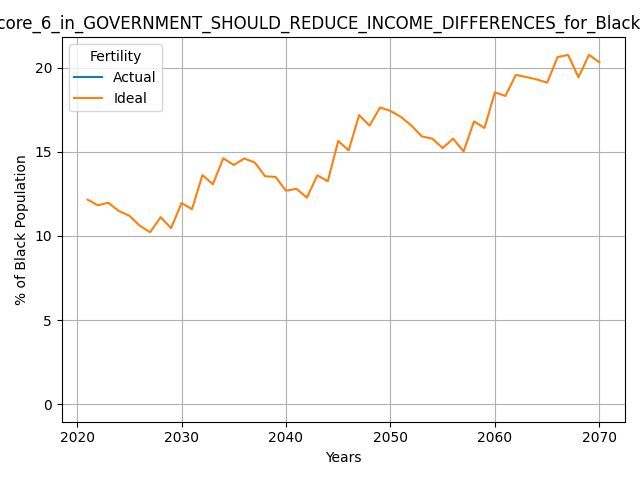 core_6_in_GOVERNMENT_SHOULD_REDUCE_INCOME_DIFFERENCES_for_Black
Fertility
Actual
Ideal
20
15
10
5
0
% of Black Population
2020 2030 2040 2050 2060 2070
Years